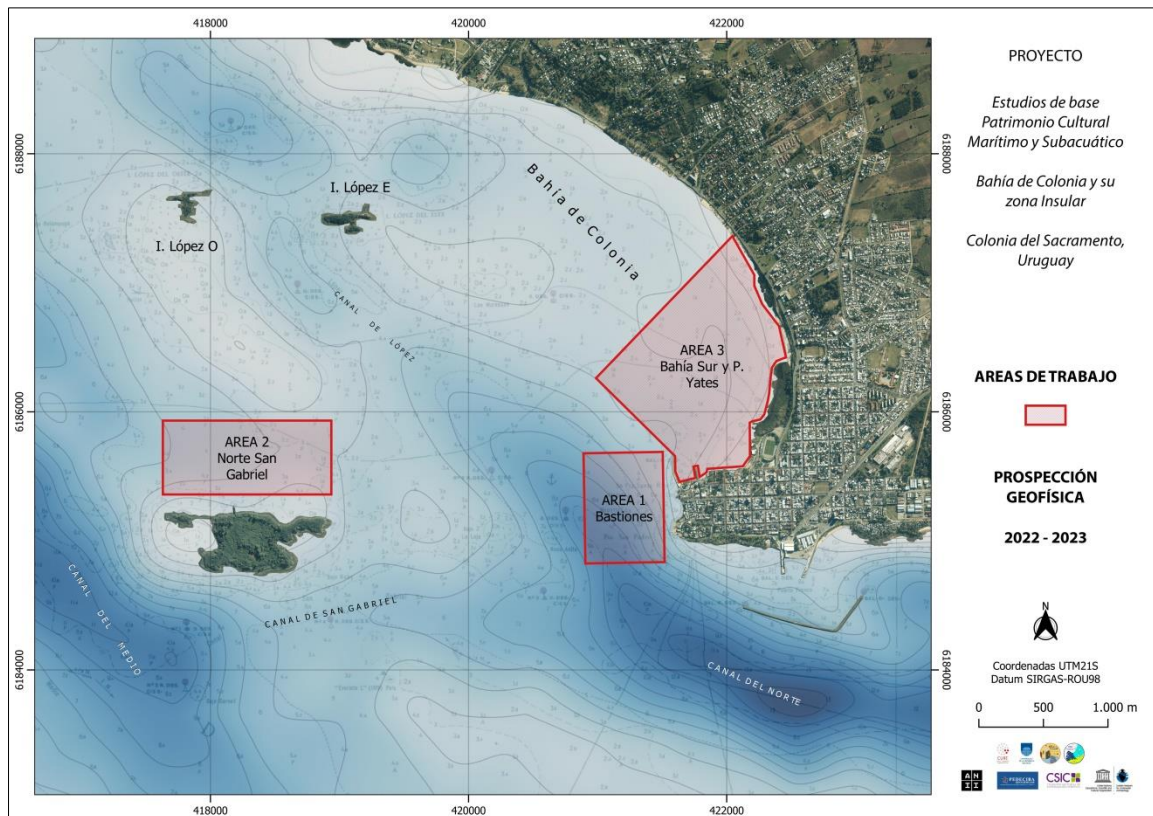 418000
420000
422000
6188000
6186000
6184000
I. López E
I. López O
Bahía de Colonia
CANAL DE LÓPEZ
AREA 3
Bahía Sur y P.
Yates
AREA 2
Norte San
Gabriel
AREA 1
Bastiones
CANAL DEL MEDIO
CANAL DE SAN GABRIEL
CANAL DEL NORTE
6188000
6186000
6184000
418000
420000
422000
PROYECTO
Estudios de base
Patrimonio Cultural
Marítimo y Subacuático
Bahía de Colonia y su
zona Insular
Colonia del Sacramento,
Uruguay
AREAS DE TRABAJO
PROSPECCIÓN
GEOFÍSICA
2022 - 2023
N
Coordenadas UTM21S
Datum SIRGAS-ROU98
0 500 1.000 m
CSIC